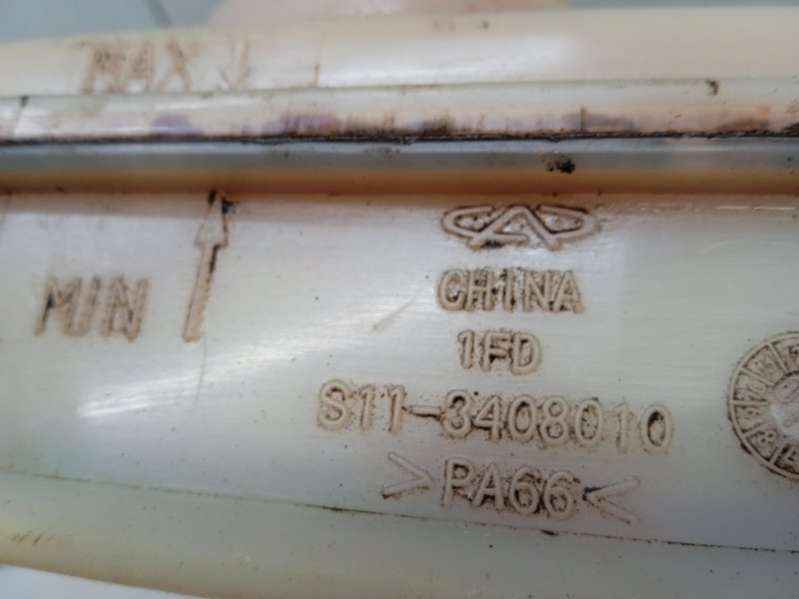 MAX
MIN
CHINA
1FD
S11-3408010
>PA66<